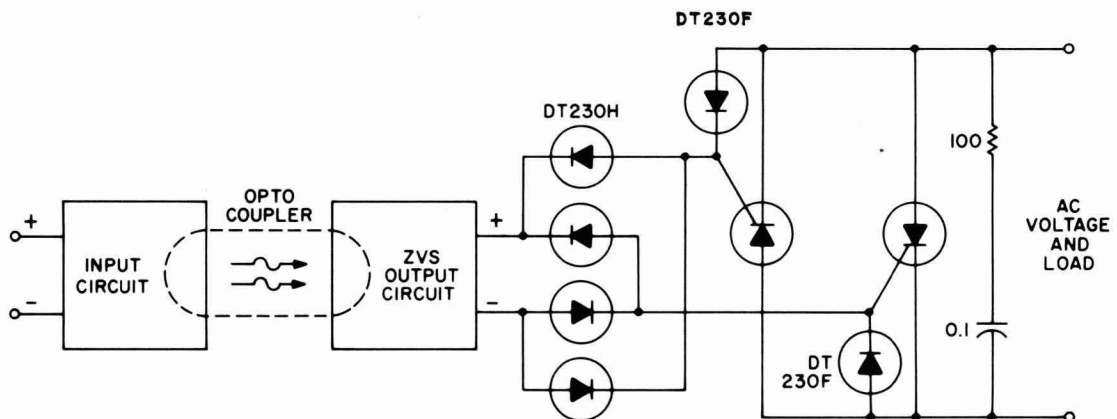 DT230F
DT230H
100
OPTO
COUPLER
+
+
INPUT
CIRCUIT
ZVS
OUTPUT
CIRCUIT
-
-
AC
VOLTAGE
AND
LOAD
0.1
DT
230F